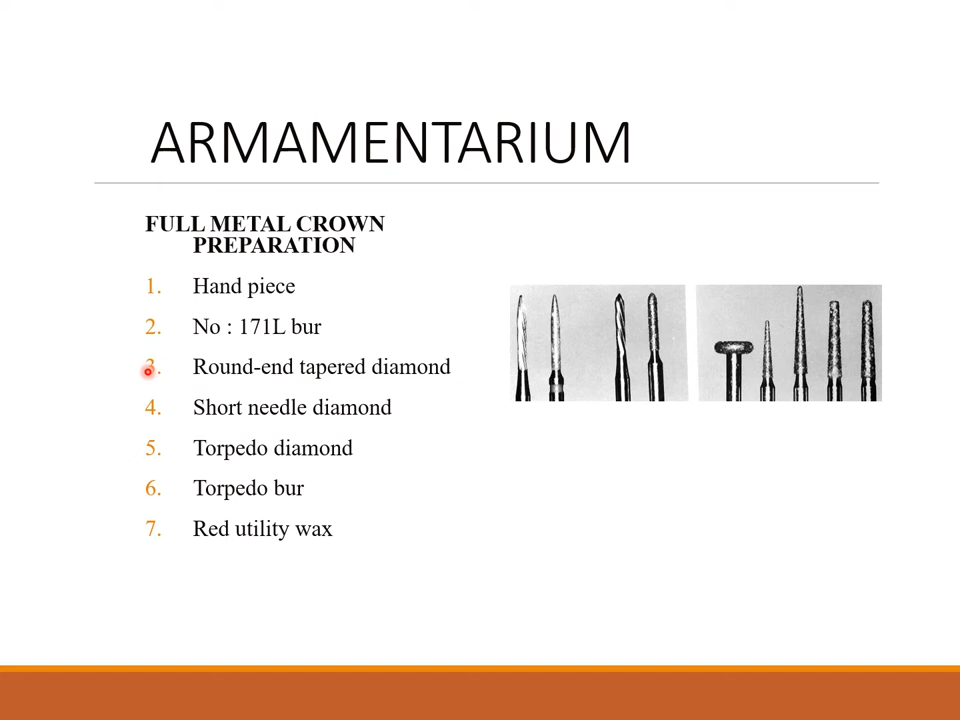 ARMAMENTARIUM
FULL METAL CROWN
PREPARATION
1. Hand piece
2. No : 171L bur
3. Round-end tapered diamond
4. Short needle diamond
5. Torpedo diamond
6. Torpedo bur
7. Red utility wax